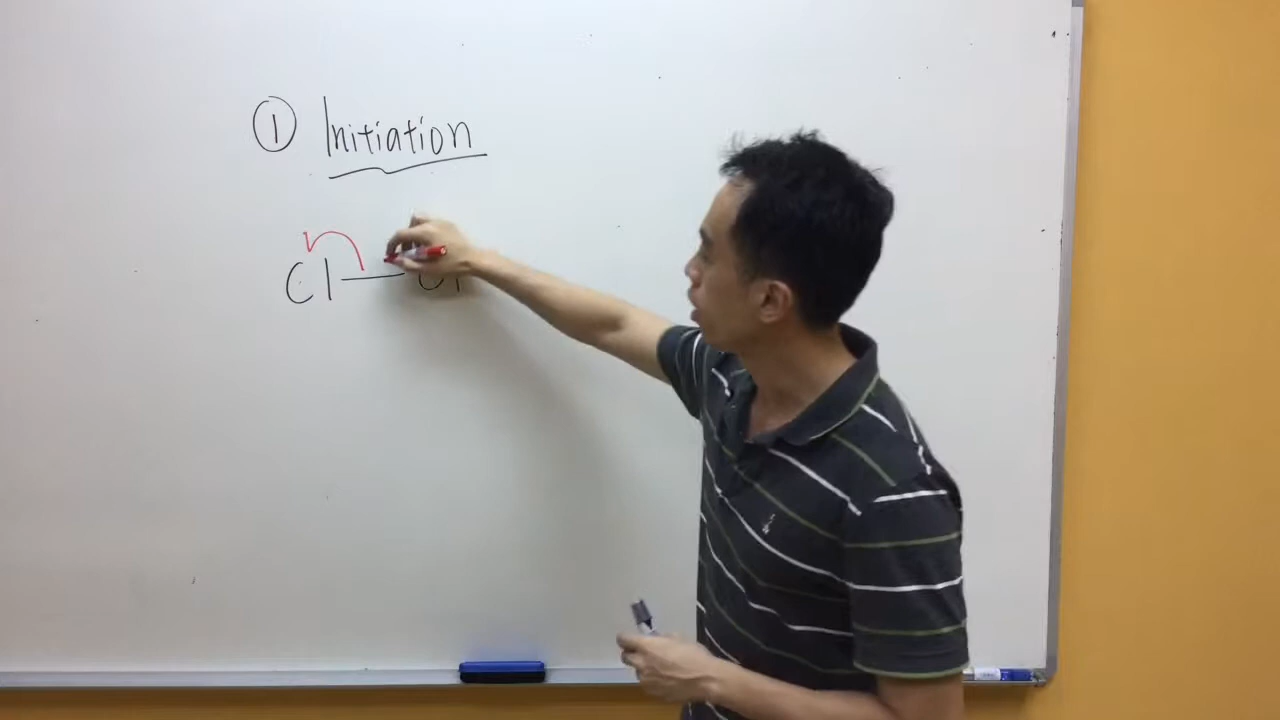 ① Initiation
Cl — Cl